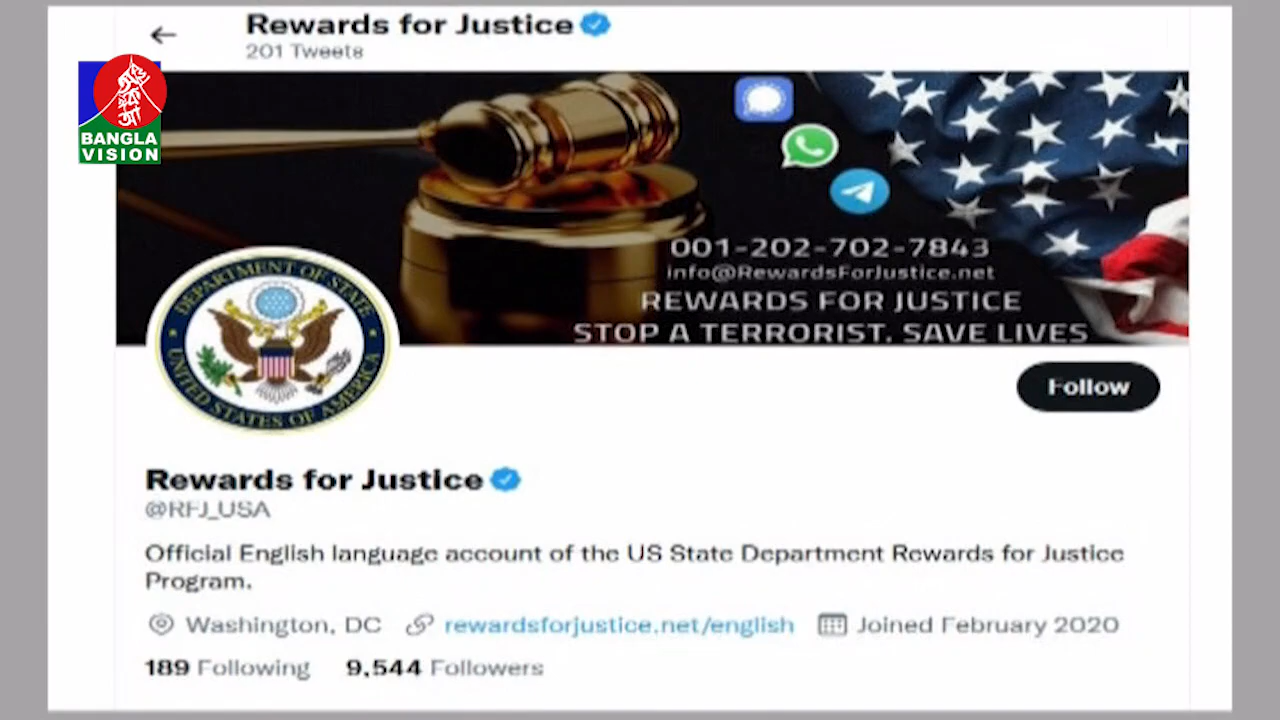 Rewards for Justice
201 Tweets
বাংলা
BANGLA
VISION
001-202-702-7843
info@RewardsForJustice.net
REWARDS FOR JUSTICE
STOP A TERRORIST. SAVE LIVES
DEPARTMENT OF STATE
UNITED STATES OF AMERICA
Follow
Rewards for Justice
@RFJ_USA
Official English language account of the US State Department Rewards for Justice
Program.
Washington, DC rewardsforjustice.net/english Joined February 2020
189 Following 9,544 Followers